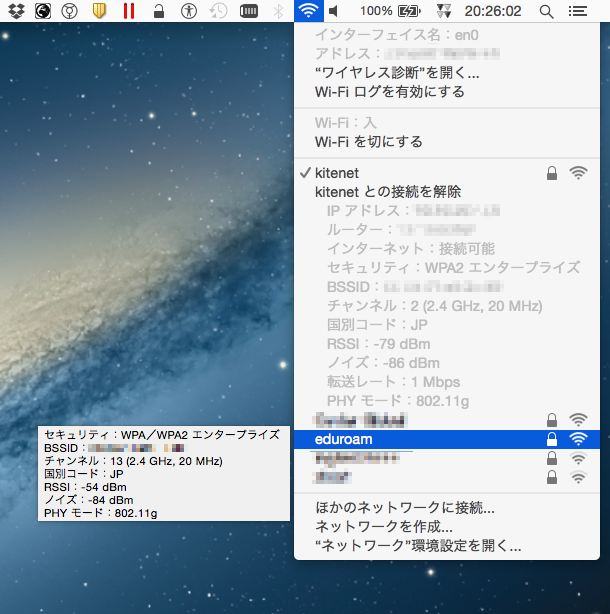 100%
20:26:02
インターフェイス名：en0
アドレス：
“ワイヤレス診断”を開く...
Wi-Fi ログを有効にする
Wi-Fi：入
Wi-Fi を切にする
kitenet
kitenet との接続を解除
IP アドレス：
ルーター：
インターネット：接続可能
セキュリティ：WPA2 エンタープライズ
BSSID：
チャンネル：2 (2.4 GHz, 20 MHz)
国別コード：JP
RSSI：-79 dBm
ノイズ：-86 dBm
転送レート：1 Mbps
PHY モード：802.11g
eduroam
ほかのネットワークに接続...
ネットワークを作成...
“ネットワーク”環境設定を開く...
セキュリティ：WPA／WPA2 エンタープライズ
BSSID：
チャンネル：13 (2.4 GHz, 20 MHz)
国別コード：JP
RSSI：-54 dBm
ノイズ：-84 dBm
PHY モード：802.11g